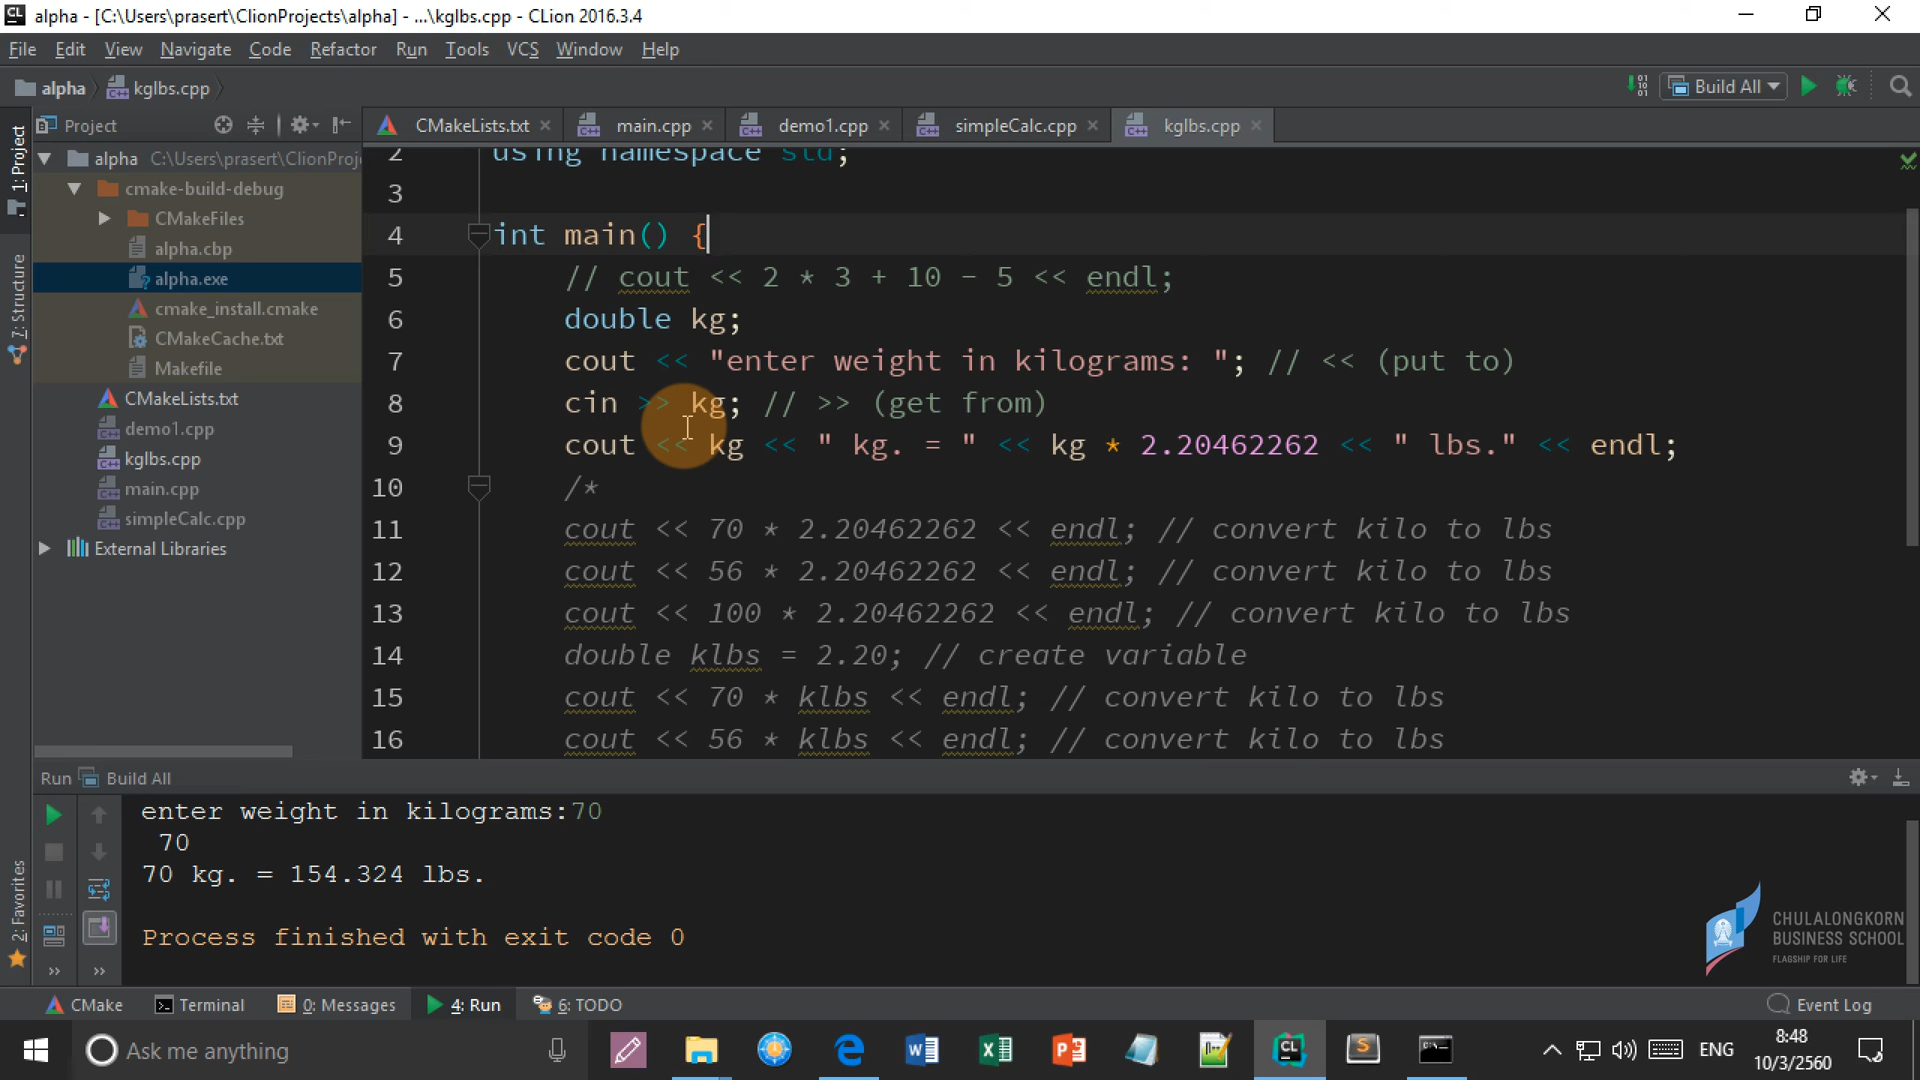 alpha - [C:\Users\prasert\ClionProjects\alpha] - ...\kglbs.cpp - CLion 2016.3.4
File Edit View Navigate Code Refactor Run Tools VCS Window Help
alpha kglbs.cpp Build All
Project CMakeLists.txt main.cpp demo1.cpp simpleCalc.cpp kglbs.cpp
1: Project
7: Structure
2: Favorites
alpha C:\Users\prasert\ClionProj
cmake-build-debug
CMakeFiles
alpha.cbp
alpha.exe
cmake_install.cmake
CMakeCache.txt
Makefile
CMakeLists.txt
demo1.cpp
kglbs.cpp
main.cpp
simpleCalc.cpp
External Libraries
2 using namespace std;
3
4 int main() {
5 // cout << 2 * 3 + 10 - 5 << endl;
6 double kg;
7 cout << "enter weight in kilograms: "; // << (put to)
8 cin >> kg; // >> (get from)
9 cout << kg << " kg. = " << kg * 2.20462262 << " lbs." << endl;
10 /*
11 cout << 70 * 2.20462262 << endl; // convert kilo to lbs
12 cout << 56 * 2.20462262 << endl; // convert kilo to lbs
13 cout << 100 * 2.20462262 << endl; // convert kilo to lbs
14 double klbs = 2.20; // create variable
15 cout << 70 * klbs << endl; // convert kilo to lbs
16 cout << 56 * klbs << endl; // convert kilo to lbs
Run Build All
enter weight in kilograms:70
70
70 kg. = 154.324 lbs.
Process finished with exit code 0
CHULALONGKORN
BUSINESS SCHOOL
FLAGSHIP FOR LIFE
CMake Terminal 0: Messages 4: Run 6: TODO Event Log
Ask me anything
ENG
8:48
10/3/2560